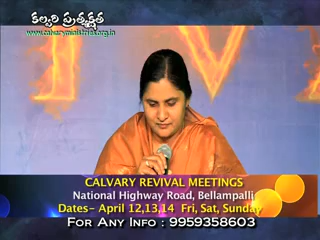 కల్వరి ప్రత్యక్షత
www.calvaryministries.org.in
CALVARY REVIVAL MEETINGS
National Highway Road, Bellampalli
Dates- April 12,13,14 Fri, Sat, Sunday
For Any Info : 9959358603